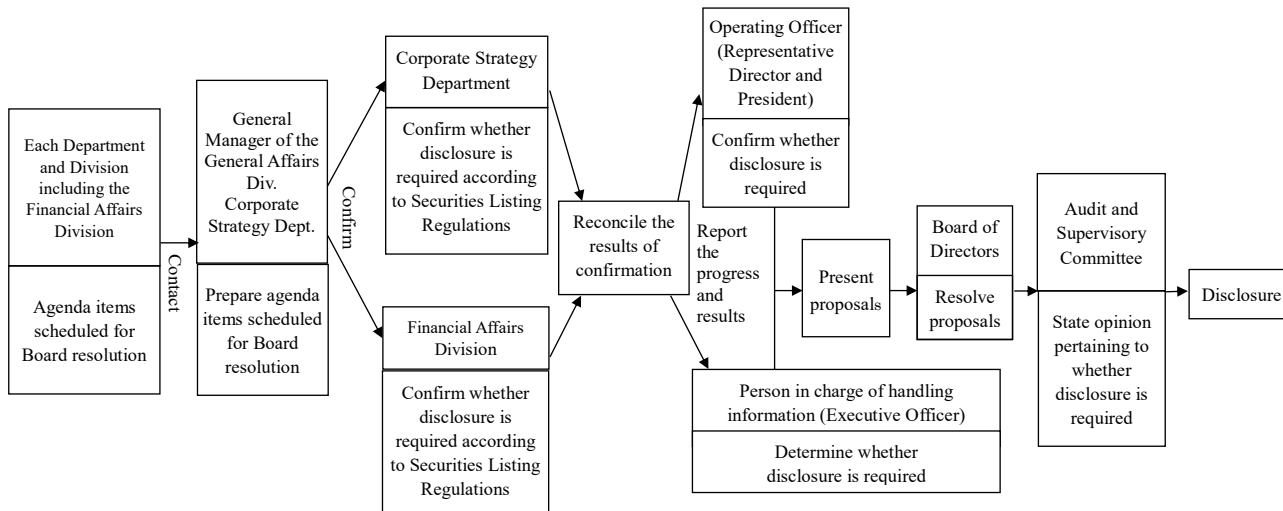 Each Department
and Division
including the
Financial Affairs
Division
Agenda items
scheduled for
Board resolution
Contact
General
Manager of the
General Affairs
Div.
Corporate
Strategy Dept.
Prepare agenda
items scheduled
for Board
resolution
Confirm
Corporate Strategy
Department
Confirm whether
disclosure is
required according
to Securities Listing
Regulations
Financial Affairs
Division
Confirm whether
disclosure is
required according
to Securities Listing
Regulations
Reconcile the
results of
confirmation
Report
the
progress
and
results
Operating Officer
(Representative
Director and
President)
Confirm whether
disclosure is
required
Person in charge of handling
information (Executive Officer)
Determine whether
disclosure is required
Present
proposals
Board of
Directors
Resolve
proposals
Audit and
Supervisory
Committee
State opinion
pertaining to
whether
disclosure is
required
Disclosure